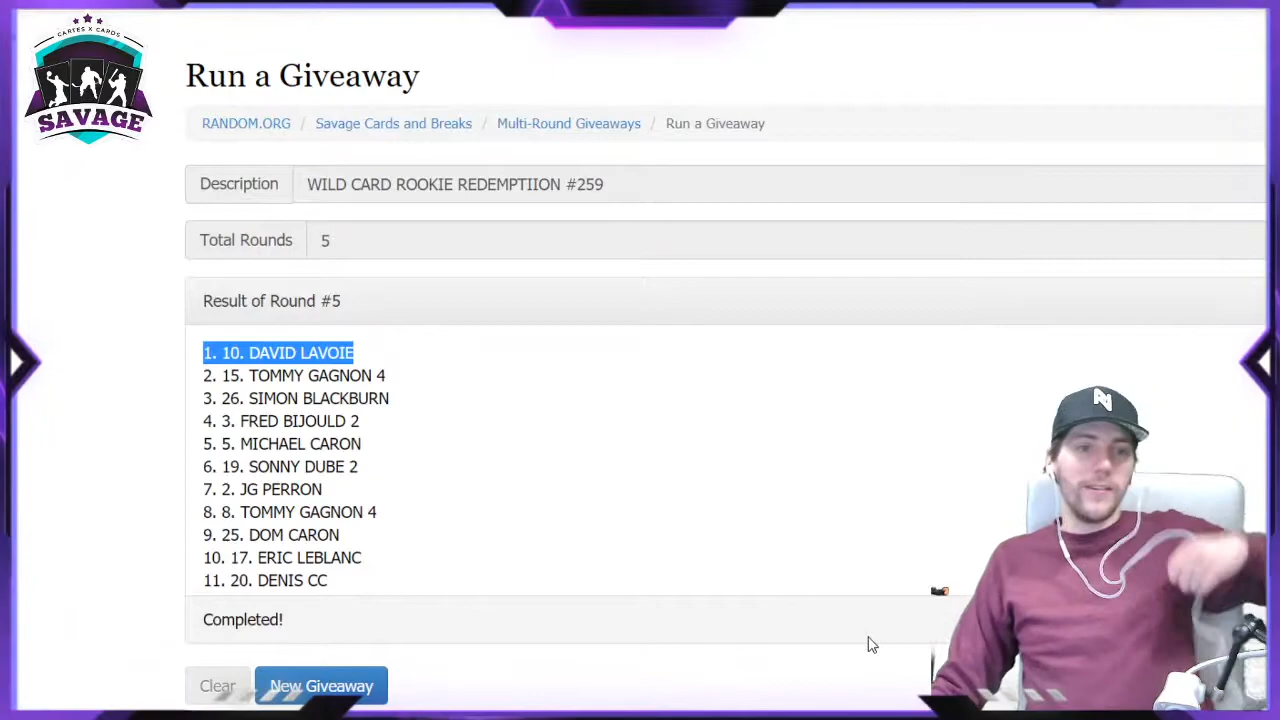 CARTES X CARDS
SAVAGE
Run a Giveaway
RANDOM.ORG / Savage Cards and Breaks / Multi-Round Giveaways / Run a Giveaway
Description WILD CARD ROOKIE REDEMPTIION #259
Total Rounds 5
Result of Round #5
1. 10. DAVID LAVOIE
2. 15. TOMMY GAGNON 4
3. 26. SIMON BLACKBURN
4. 3. FRED BIJOULD 2
5. 5. MICHAEL CARON
6. 19. SONNY DUBE 2
7. 2. JG PERRON
8. 8. TOMMY GAGNON 4
9. 25. DOM CARON
10. 17. ERIC LEBLANC
11. 20. DENIS CC
Completed!
Clear New Giveaway